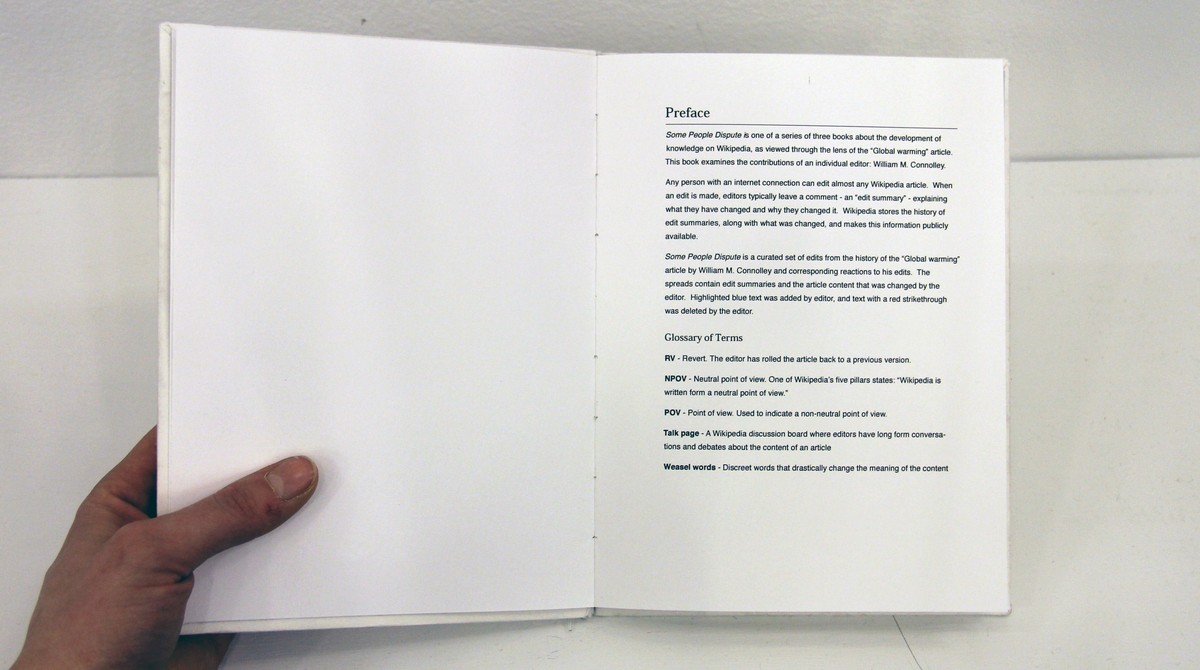 Preface
Some People Dispute is one of a series of three books about the development of
knowledge on Wikipedia, as viewed through the lens of the "Global warming" article.
This book examines the contributions of an individual editor: William M. Connolley.
Any person with an internet connection can edit almost any Wikipedia article.  When
an edit is made, editors typically leave a comment - an "edit summary" - explaining
what they have changed and why they changed it.  Wikipedia stores the history of
edit summaries, along with what was changed, and makes this information publicly
available.
Some People Dispute is a curated set of edits from the history of the "Global warming"
article by William M. Connolley and corresponding reactions to his edits.  The
spreads contain edit summaries and the article content that was changed by the
editor.  Highlighted blue text was added by editor, and text with a red strikethrough
was deleted by the editor.
Glossary of Terms
RV - Revert. The editor has rolled the article back to a previous version.
NPOV - Neutral point of view. One of Wikipedia's five pillars states: "Wikipedia is
written form a neutral point of view."
POV - Point of view. Used to indicate a non-neutral point of view.
Talk page - A Wikipedia discussion board where editors have long form conversa-
tions and debates about the content of an article
Weasel words - Discreet words that drastically change the meaning of the content